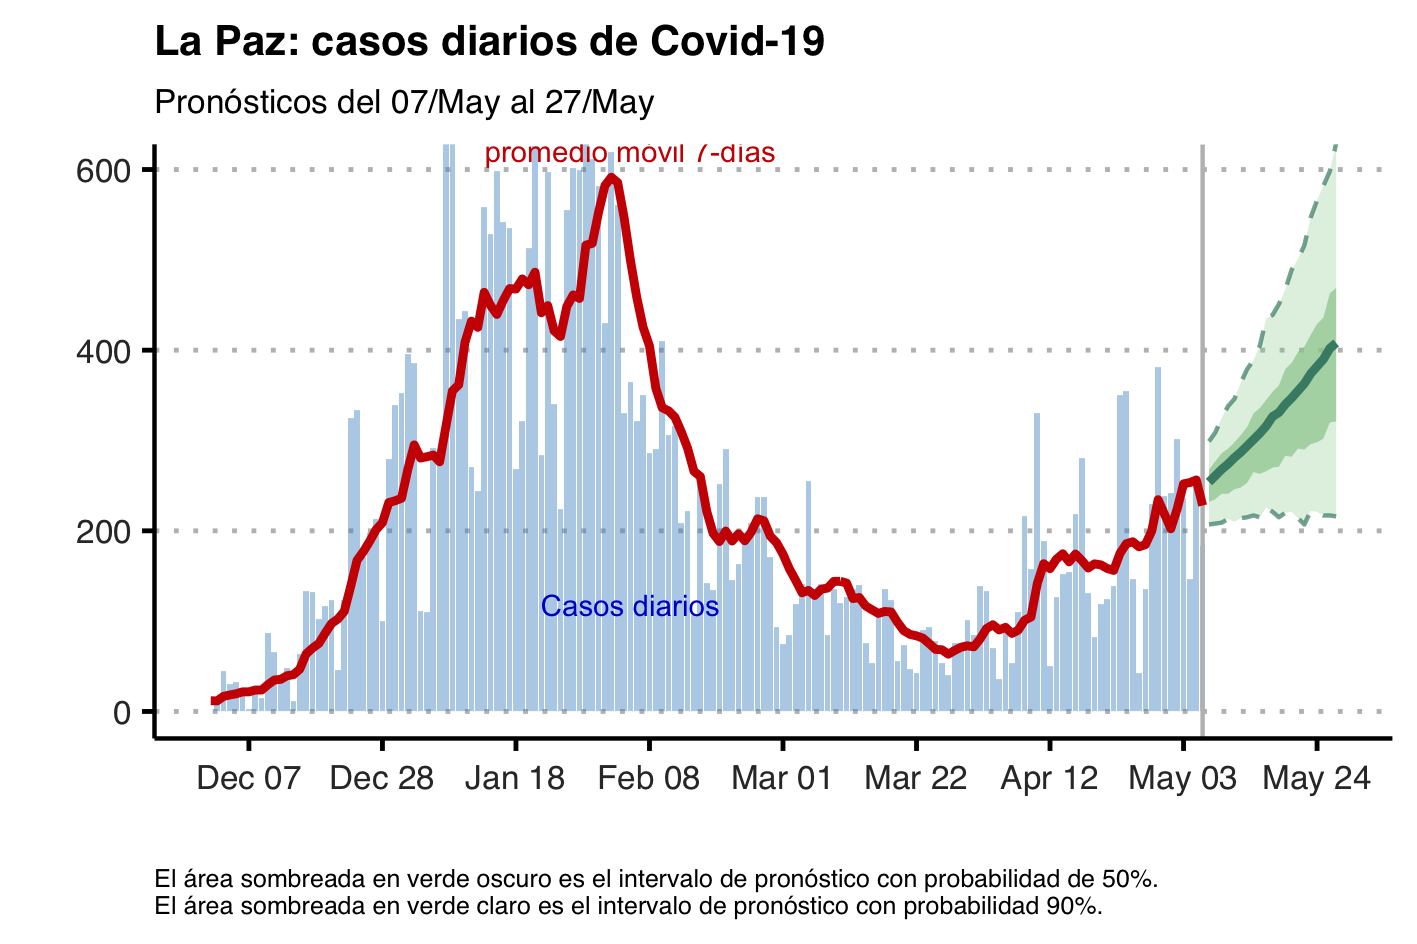 La Paz: casos diarios de Covid-19
Pronósticos del 07/May al 27/May
promedio móvil 7-días
600
400
200
0
Casos diarios
Dec 07 Dec 28 Jan 18 Feb 08 Mar 01 Mar 22 Apr 12 May 03 May 24
El área sombreada en verde oscuro es el intervalo de pronóstico con probabilidad de 50%.
El área sombreada en verde claro es el intervalo de pronóstico con probabilidad 90%.